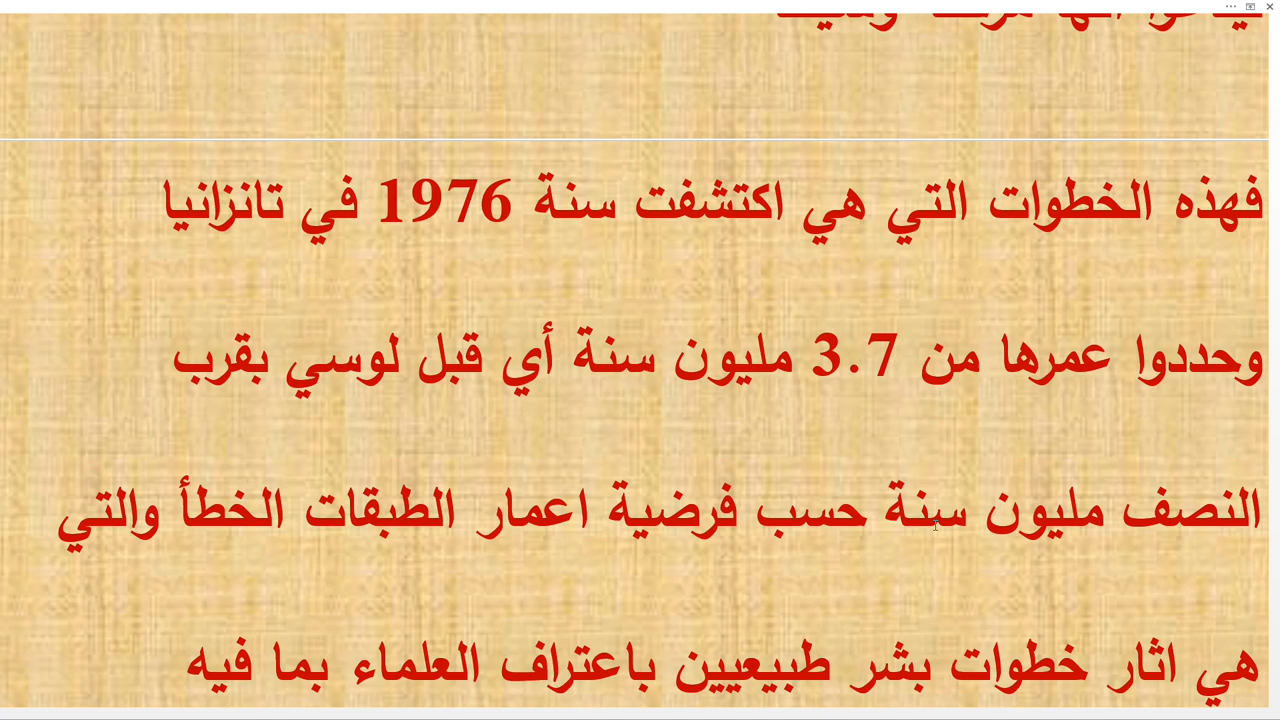 فهذه الخطوات التي هي اكتشفت سنة 1976 في تانزانيا
وحددوا عمرها من 3.7 مليون سنة أي قبل لوسي بقرب
النصف مليون سنة حسب فرضية اعمار الطبقات الخطأ والتي
هي اثار خطوات بشر طبيعيين باعتراف العلماء بما فيه